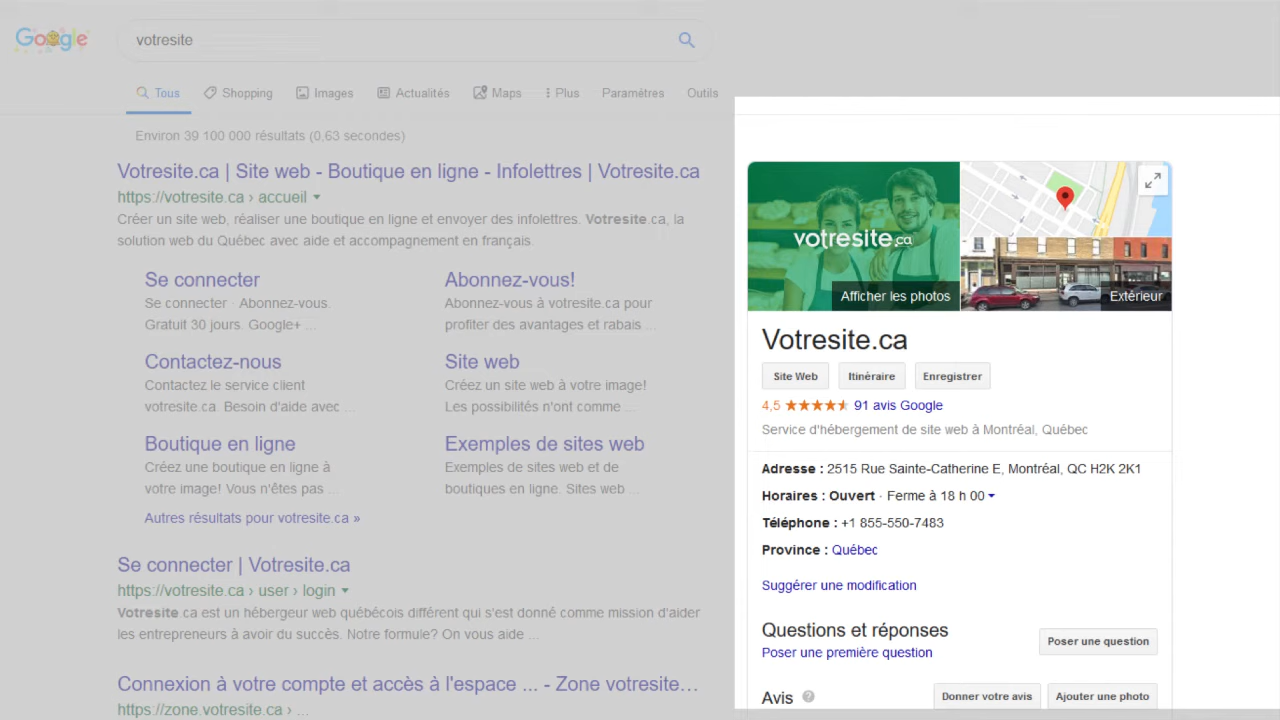 Google
votresite
Tous
Shopping
Images
Actualités
Maps
Plus
Paramètres
Outils
Environ 39 100 000 résultats (0,63 secondes)
Votresite.ca | Site web - Boutique en ligne - Infolettres | Votresite.ca
https://votresite.ca › accueil
Créer un site web, réaliser une boutique en ligne et envoyer des infolettres. Votresite.ca, la
solution web du Québec avec aide et accompagnement en français.
Se connecter
Se connecter · Abonnez-vous.
Gratuit 30 jours. Google+ ...
Abonnez-vous!
Abonnez-vous à votresite.ca pour
profiter des avantages et rabais ...
Contactez-nous
Contactez le service client
votresite.ca. Besoin d'aide avec ...
Site web
Créez un site web à votre image!
Les possibilités n'ont comme ...
Boutique en ligne
Créez une boutique en ligne à
votre image! Vous n'êtes pas ...
Exemples de sites web
Exemples de sites web et de
boutiques en ligne. Sites web ...
Autres résultats pour votresite.ca »
Se connecter | Votresite.ca
https://votresite.ca › user › login
Votresite.ca est un hébergeur web québécois différent qui s'est donné comme mission d'aider
les entrepreneurs à avoir du succès. Notre formule? On vous aide ...
Connexion à votre compte et accès à l'espace ... - Zone votresite…
https://zone.votresite.ca › ...
votresite.ca
Afficher les photos
Extérieur
Votresite.ca
Site Web
Itinéraire
Enregistrer
4,5 91 avis Google
Service d'hébergement de site web à Montréal, Québec
Adresse : 2515 Rue Sainte-Catherine E, Montréal, QC H2K 2K1
Horaires : Ouvert · Ferme à 18 h 00
Téléphone : +1 855-550-7483
Province : Québec
Suggérer une modification
Questions et réponses
Poser une première question
Poser une question
Avis ?
Donner votre avis
Ajouter une photo